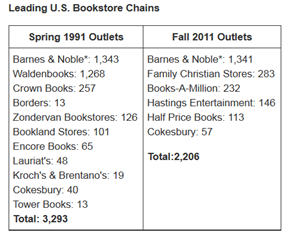 Leading U.S. Bookstore Chains
Spring 1991 Outlets
Barnes & Noble*: 1,343
Waldenbooks: 1,268
Crown Books: 257
Borders: 13
Zondervan Bookstores: 126
Bookland Stores: 101
Encore Books: 65
Lauriat's: 48
Kroch's & Brentano's: 19
Cokesbury: 40
Tower Books: 13
Total: 3,293
Fall 2011 Outlets
Barnes & Noble*: 1,341
Family Christian Stores: 283
Books-A-Million: 232
Hastings Entertainment: 146
Half Price Books: 113
Cokesbury: 57
Total:2,206